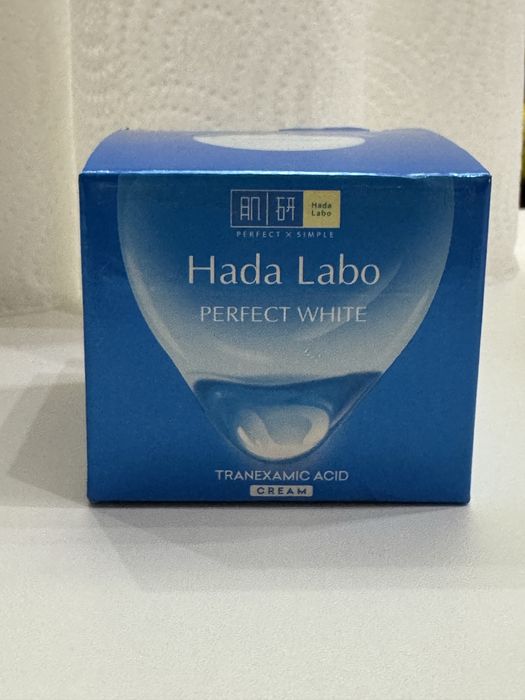 肌研 Hada
Labo
PERFECT X SIMPLE
Hada Labo
PERFECT WHITE
TRANEXAMIC ACID
CREAM